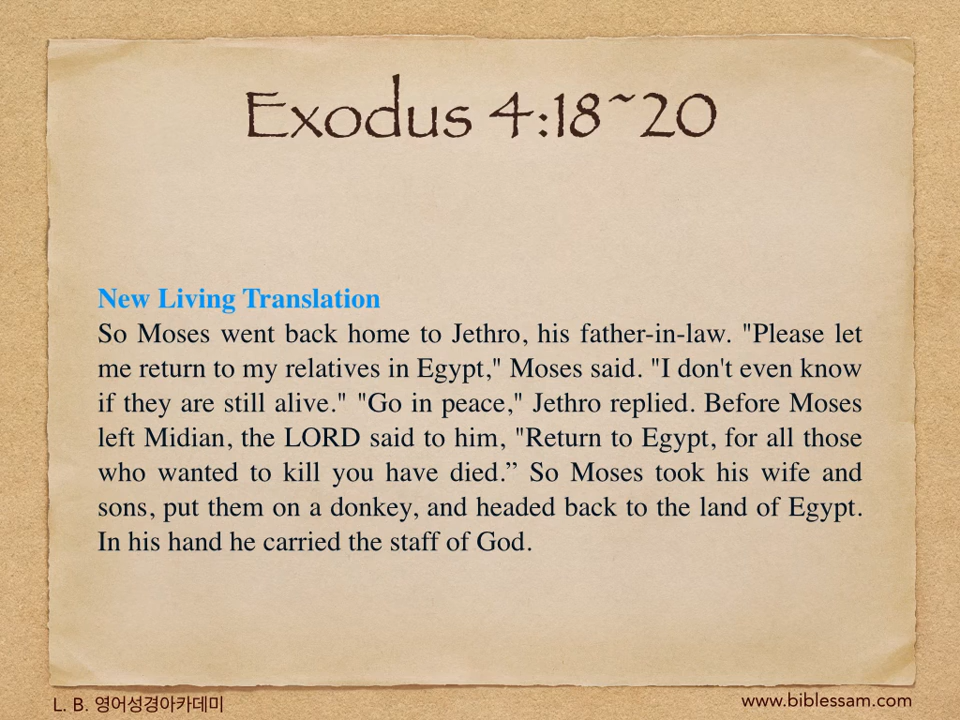 Exodus 4:18~20
New Living Translation
So Moses went back home to Jethro, his father-in-law. "Please let
me return to my relatives in Egypt," Moses said. "I don't even know
if they are still alive." "Go in peace," Jethro replied. Before Moses
left Midian, the LORD said to him, "Return to Egypt, for all those
who wanted to kill you have died.” So Moses took his wife and
sons, put them on a donkey, and headed back to the land of Egypt.
In his hand he carried the staff of God.
L. B. 영어성경아카데미
www.biblessam.com